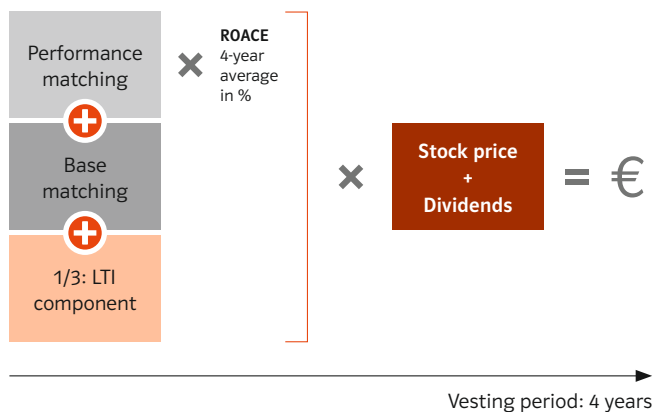 Performance
matching
×
ROACE
4-year
average
in %
+
Base
matching
+
1/3: LTI
component
×
Stock price
+
Dividends
= €
Vesting period: 4 years